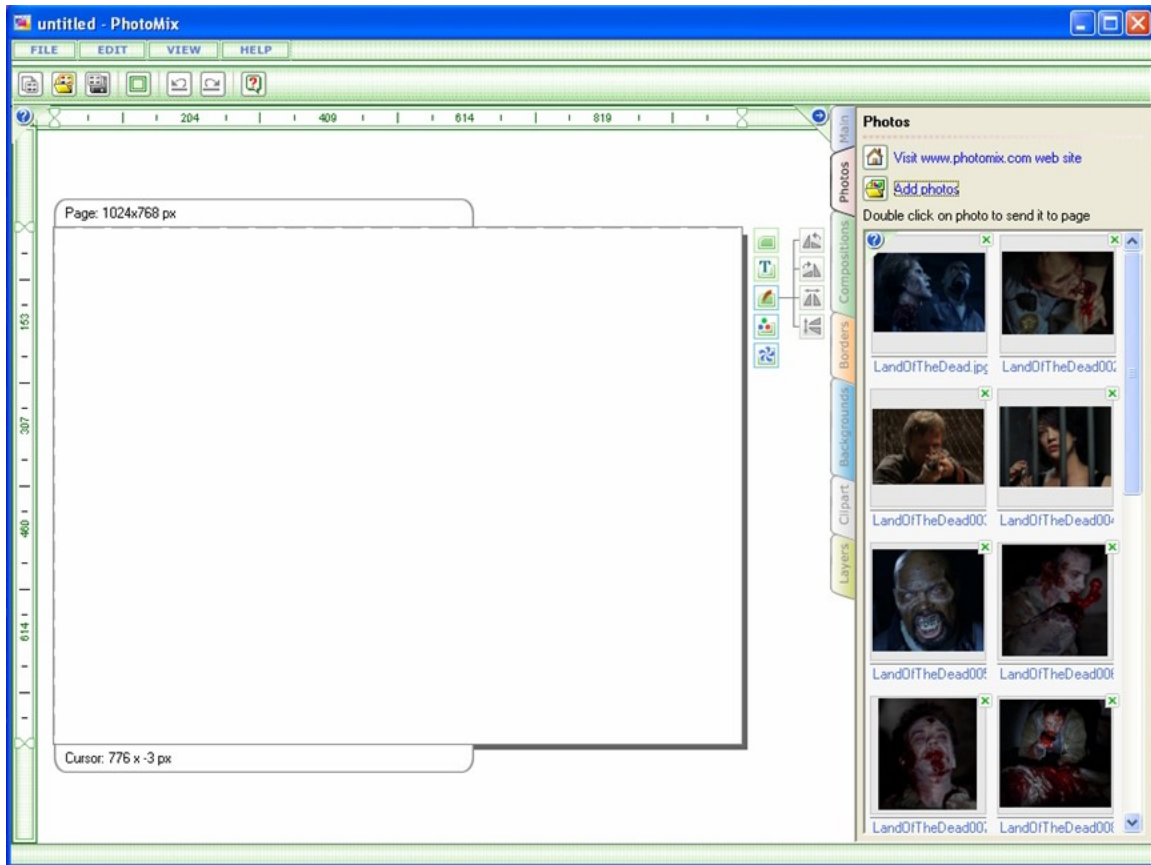 untitled - PhotoMix
FILE EDIT VIEW HELP
204 409 614 819
Page: 1024x768 px
153
307
460
614
Cursor: 776 x -3 px
Main
Photos
Compositions
Borders
Backgrounds
Clipart
Layers
Photos
Visit www.photomix.com web site
Add photos
Double click on photo to send it to page
LandOfTheDead.jpg LandOfTheDead002
LandOfTheDead003 LandOfTheDead004
LandOfTheDead005 LandOfTheDead006
LandOfTheDead007 LandOfTheDead008